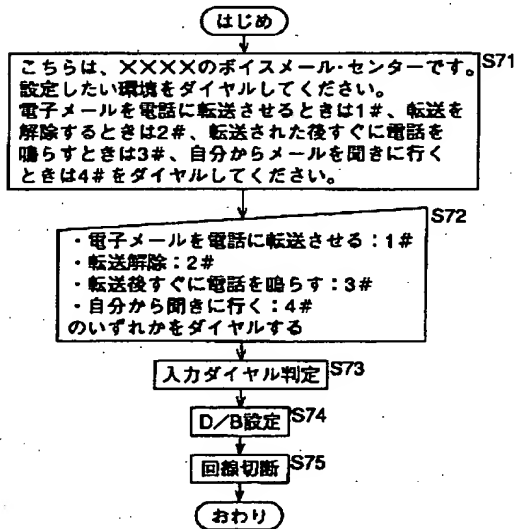 はじめ
こちらは、××××のボイスメール・センターです。
設定したい環境をダイヤルしてください。
電子メールを電話に転送させるときは1#、転送を
解除するときは2#、転送された後すぐに電話を
鳴らすときは3#、自分からメールを聞きに行く
ときは4#をダイヤルしてください。
S71
・電子メールを電話に転送させる:1#
・転送解除:2#
・転送後すぐに電話を鳴らす:3#
・自分から聞きに行く:4#
のいずれかをダイヤルする
S72
入力ダイヤル判定
S73
D/B設定
S74
回線切断
S75
おわり